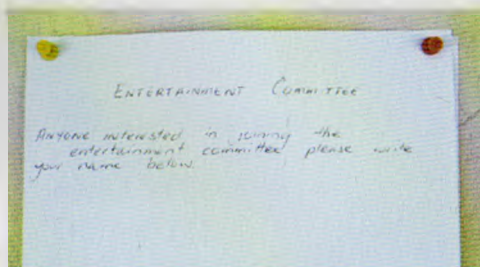 ENTERTAINMENT COMMITTEE
ANYONE interested in joining the
entertainment committee please write
your name below.